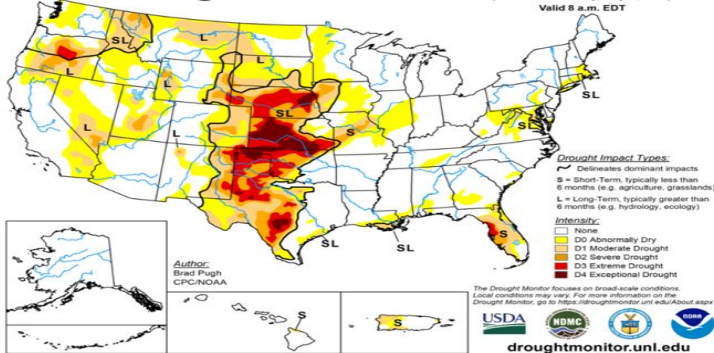 Valid 8 a.m. EDT
SL
L
L
L
L
L
L
L
SL
S
SL
SL
SL
SL
S
Drought Impact Types:
Delineates dominant impacts
S = Short-Term, typically less than
6 months (e.g. agriculture, grasslands)
L = Long-Term, typically greater than
6 months (e.g. hydrology, ecology)
Intensity:
None
D0 Abnormally Dry
D1 Moderate Drought
D2 Severe Drought
D3 Extreme Drought
D4 Exceptional Drought
Author:
Brad Pugh
CPC/NOAA
S
S
The Drought Monitor focuses on broad-scale conditions.
Local conditions may vary. For more information on the
Drought Monitor, go to https://droughtmonitor.unl.edu/About.aspx
USDA
NDMC
NOAA
droughtmonitor.unl.edu